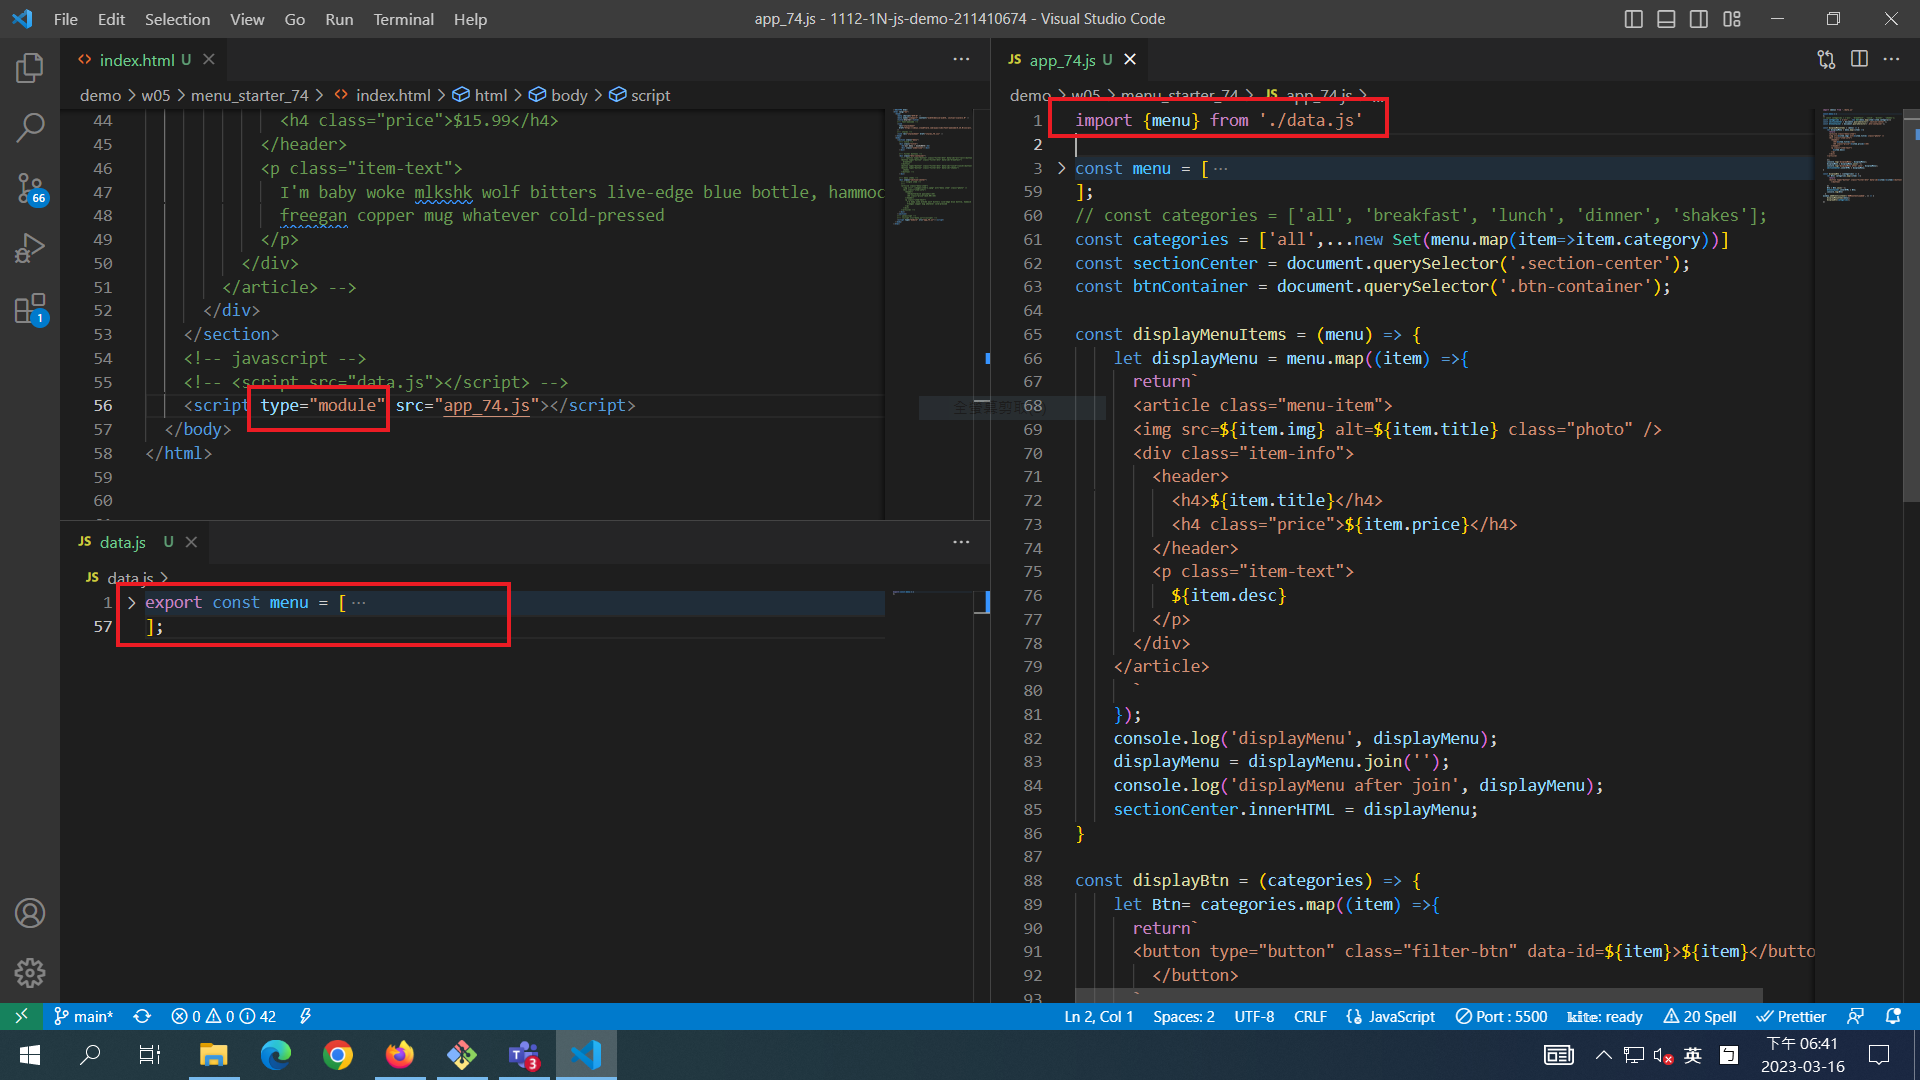 File Edit Selection View Go Run Terminal Help
app_74.js - 1112-1N-js-demo-211410674 - Visual Studio Code
index.html U
demo > w05 > menu_starter_74 > index.html > html > body > script
44 <h4 class="price">$15.99</h4>
45 </header>
46 <p class="item-text">
47 I'm baby woke mlkshk wolf bitters live-edge blue bottle, hammoc
48 freegan copper mug whatever cold-pressed
49 </p>
50 </div>
51 </article> -->
52 </div>
53 </section>
54 <!-- javascript -->
55 <!-- <script src="data.js"></script> -->
56 <script type="module" src="app_74.js"></script>
57 </body>
58 </html>
59
60
JS data.js U
JS data.js >
1 export const menu = [ ...
57 ];
JS app_74.js U
demo > w05 > menu_starter_74 > JS app_74.js > ...
1 import {menu} from './data.js'
2
3 const menu = [ ...
59 ];
60 // const categories = ['all', 'breakfast', 'lunch', 'dinner', 'shakes'];
61 const categories = ['all',...new Set(menu.map(item=>item.category))]
62 const sectionCenter = document.querySelector('.section-center');
63 const btnContainer = document.querySelector('.btn-container');
64
65 const displayMenuItems = (menu) => {
66 let displayMenu = menu.map((item) =>{
67 return`
68 <article class="menu-item">
69 <img src=${item.img} alt=${item.title} class="photo" />
70 <div class="item-info">
71 <header>
72 <h4>${item.title}</h4>
73 <h4 class="price">${item.price}</h4>
74 </header>
75 <p class="item-text">
76 ${item.desc}
77 </p>
78 </div>
79 </article>
80 `
81 });
82 console.log('displayMenu', displayMenu);
83 displayMenu = displayMenu.join('');
84 console.log('displayMenu after join', displayMenu);
85 sectionCenter.innerHTML = displayMenu;
86 }
87
88 const displayBtn = (categories) => {
89 let Btn= categories.map((item) =>{
90 return`
91 <button type="button" class="filter-btn" data-id=${item}>${item}</butto
92 </button>
93 `
66
1
main* 0 0 42
Ln 2, Col 1 Spaces: 2 UTF-8 CRLF JavaScript Port : 5500 kite: ready 20 Spell Prettier
3
英 ㄅ
下午 06:41
2023-03-16